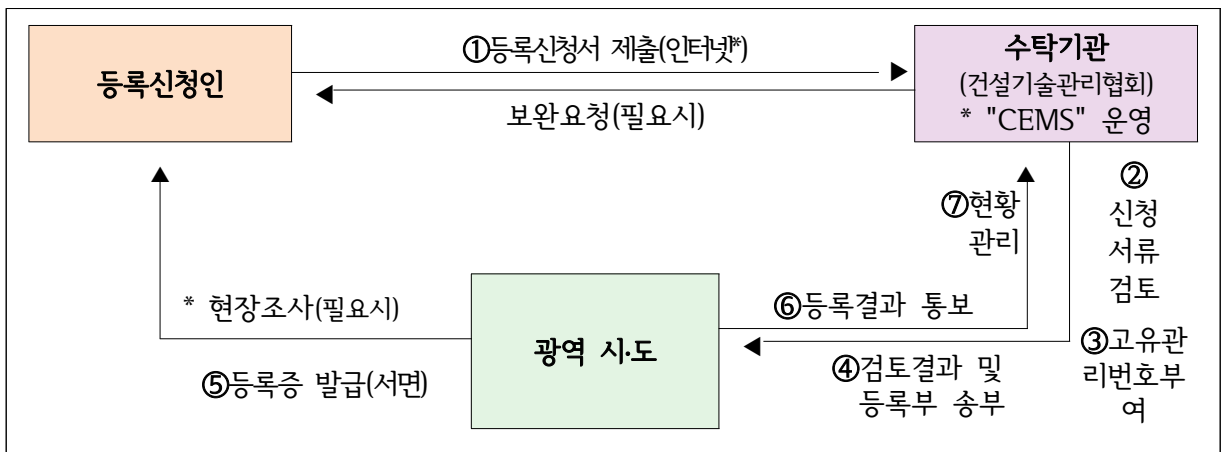 등록신청인
①등록신청서 제출(인터넷*)
보완요청(필요시)
수탁기관
(건설기술관리협회)
* "CEMS" 운영
②
신청
서류
검토
③고유관
리번호부
여
⑦현황
관리
⑥등록결과 통보
④검토결과 및
등록부 송부
광역 시·도
* 현장조사(필요시)
⑤등록증 발급(서면)